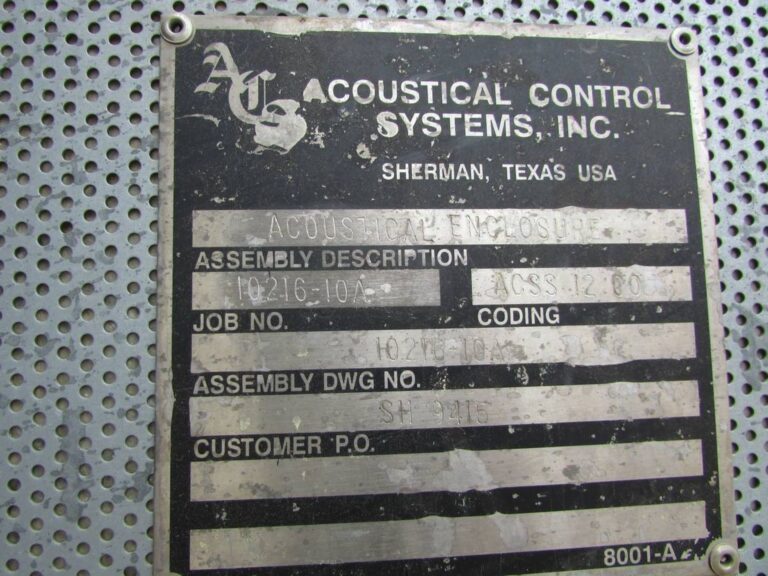 ACS
ACOUSTICAL CONTROL
SYSTEMS, INC.
SHERMAN, TEXAS USA
ACOUSTICAL ENCLOSURE
ASSEMBLY DESCRIPTION
10216-10A ACSS 12 00
JOB NO. CODING
10216-10A
ASSEMBLY DWG NO.
SH 9416
CUSTOMER P.O.
8001-A